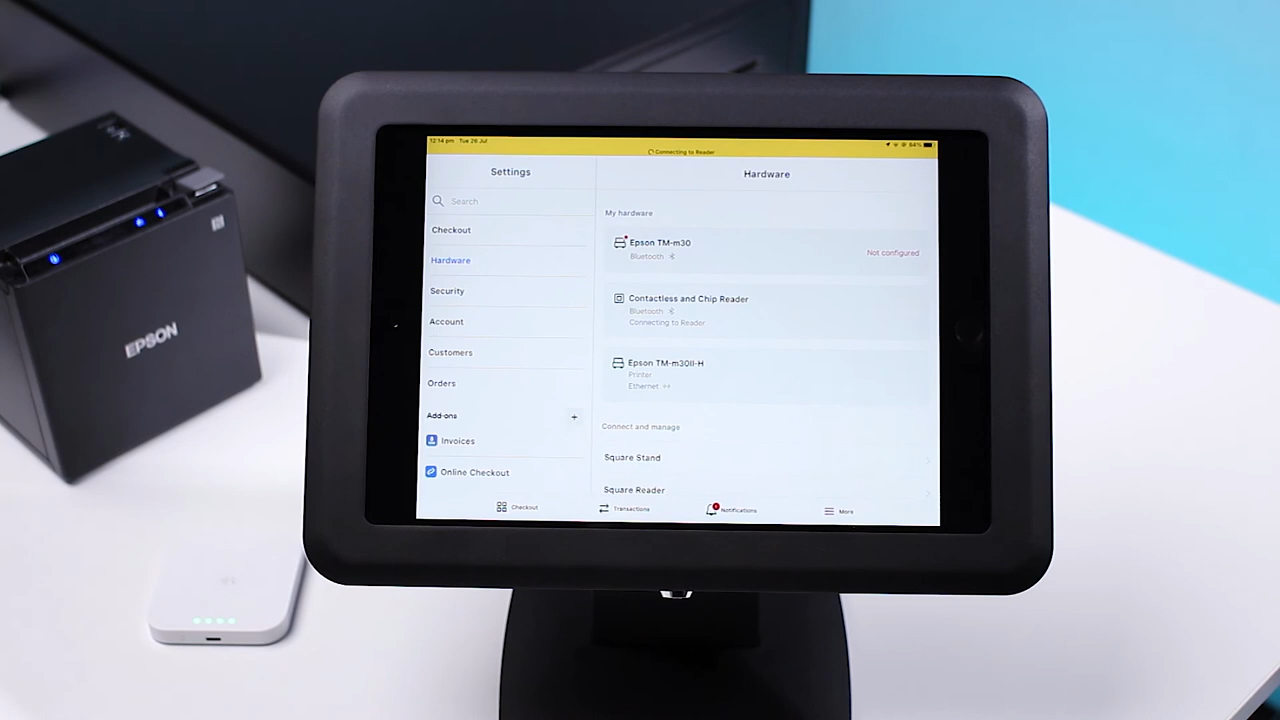 EPSON
12:14 pm Tue 26 Jul
84%
Connecting to Reader
Settings
Search
Checkout
Hardware
Security
Account
Customers
Orders
Add-ons
+
Invoices
Online Checkout
Hardware
My hardware
Epson TM-m30
Bluetooth
Not configured
Contactless and Chip Reader
Bluetooth
Connecting to Reader
Epson TM-m30II-H
Printer
Ethernet
Connect and manage
Square Stand
Square Reader
Checkout
Transactions
Notifications
More